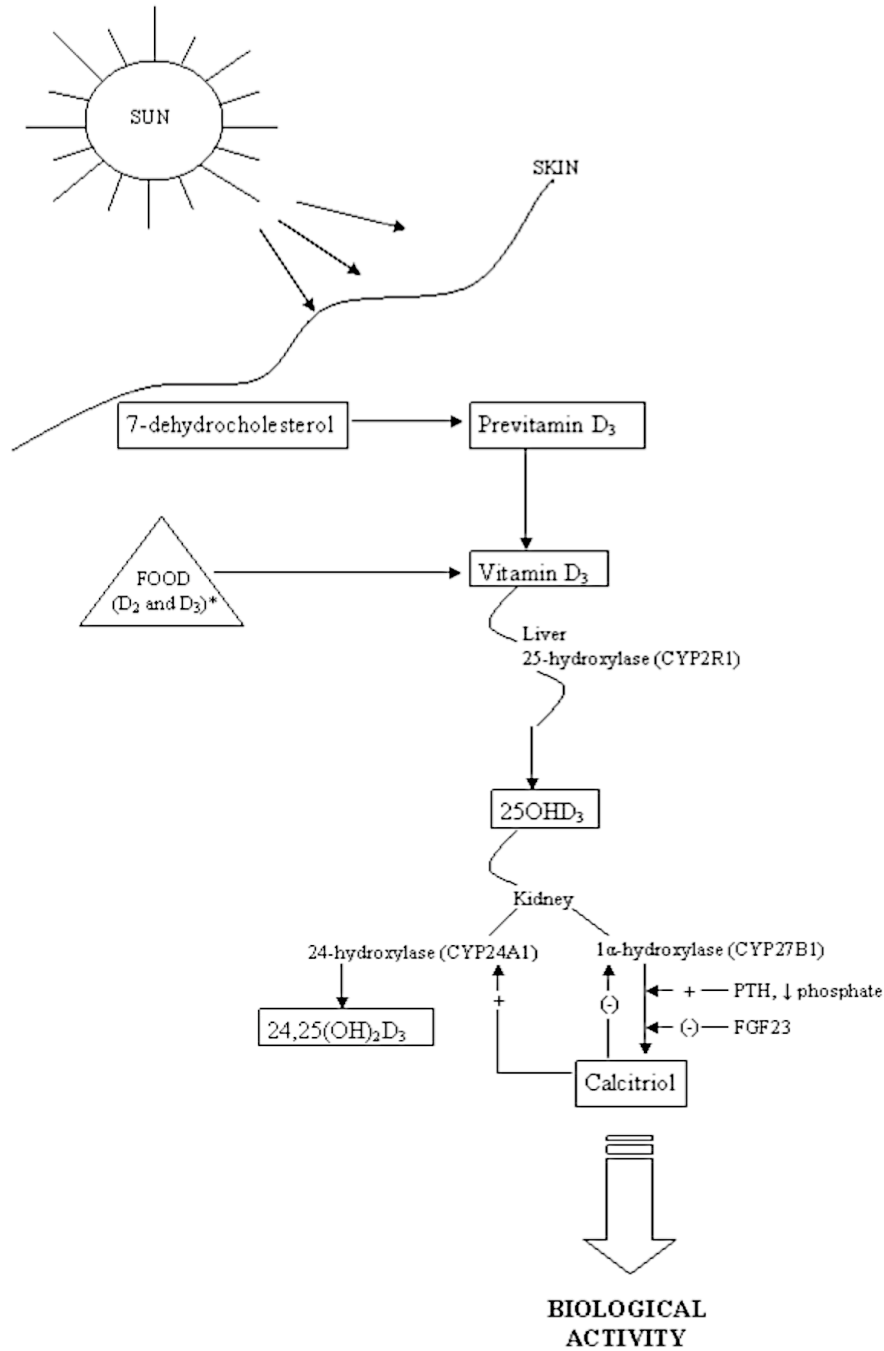 SUN
SKIN
7-dehydrocholesterol
Previtamin D₃
FOOD
(D₂ and D₃)*
Vitamin D₃
Liver
25-hydroxylase (CYP2R1)
25OHD₃
Kidney
24-hydroxylase (CYP24A1)
1α-hydroxylase (CYP27B1)
+
(-)
+ PTH, ↓ phosphate
(-) FGF23
24,25(OH)₂D₃
Calcitriol
BIOLOGICAL
ACTIVITY